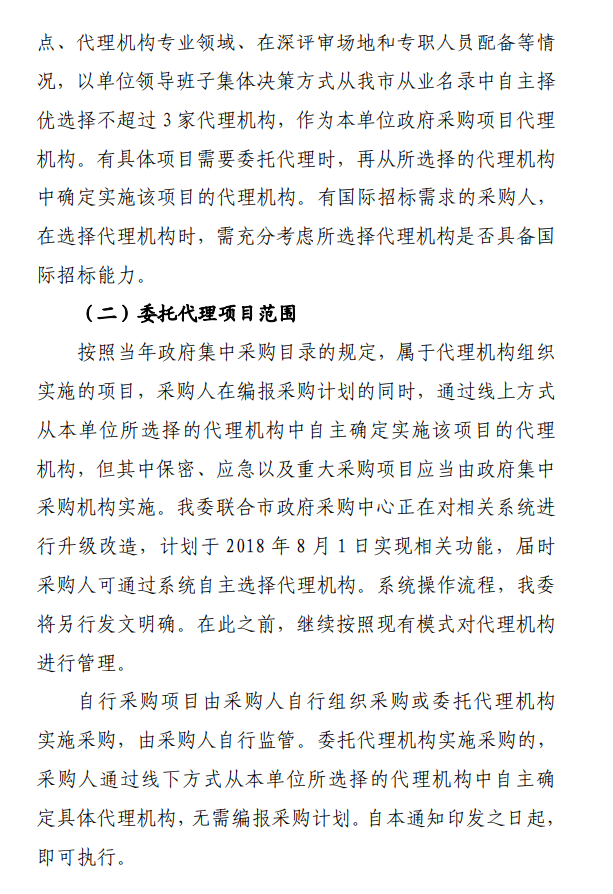 点、代理机构专业领域、在深评审场地和专职人员配备等情
况，以单位领导班子集体决策方式从我市从业名录中自主择
优选择不超过 3 家代理机构，作为本单位政府采购项目代理
机构。有具体项目需要委托代理时，再从所选择的代理机构
中确定实施该项目的代理机构。有国际招标需求的采购人，
在选择代理机构时，需充分考虑所选择代理机构是否具备国
际招标能力。
（二）委托代理项目范围
按照当年政府集中采购目录的规定，属于代理机构组织
实施的项目，采购人在编报采购计划的同时，通过线上方式
从本单位所选择的代理机构中自主确定实施该项目的代理
机构，但其中保密、应急以及重大采购项目应当由政府集中
采购机构实施。我委联合市政府采购中心正在对相关系统进
行升级改造，计划于 2018 年 8 月 1 日实现相关功能，届时
采购人可通过系统自主选择代理机构。系统操作流程，我委
将另行发文明确。在此之前，继续按照现有模式对代理机构
进行管理。
自行采购项目由采购人自行组织采购或委托代理机构
实施采购，由采购人自行监管。委托代理机构实施采购的，
采购人通过线下方式从本单位所选择的代理机构中自主确
定具体代理机构，无需编报采购计划。自本通知印发之日起，
即可执行。